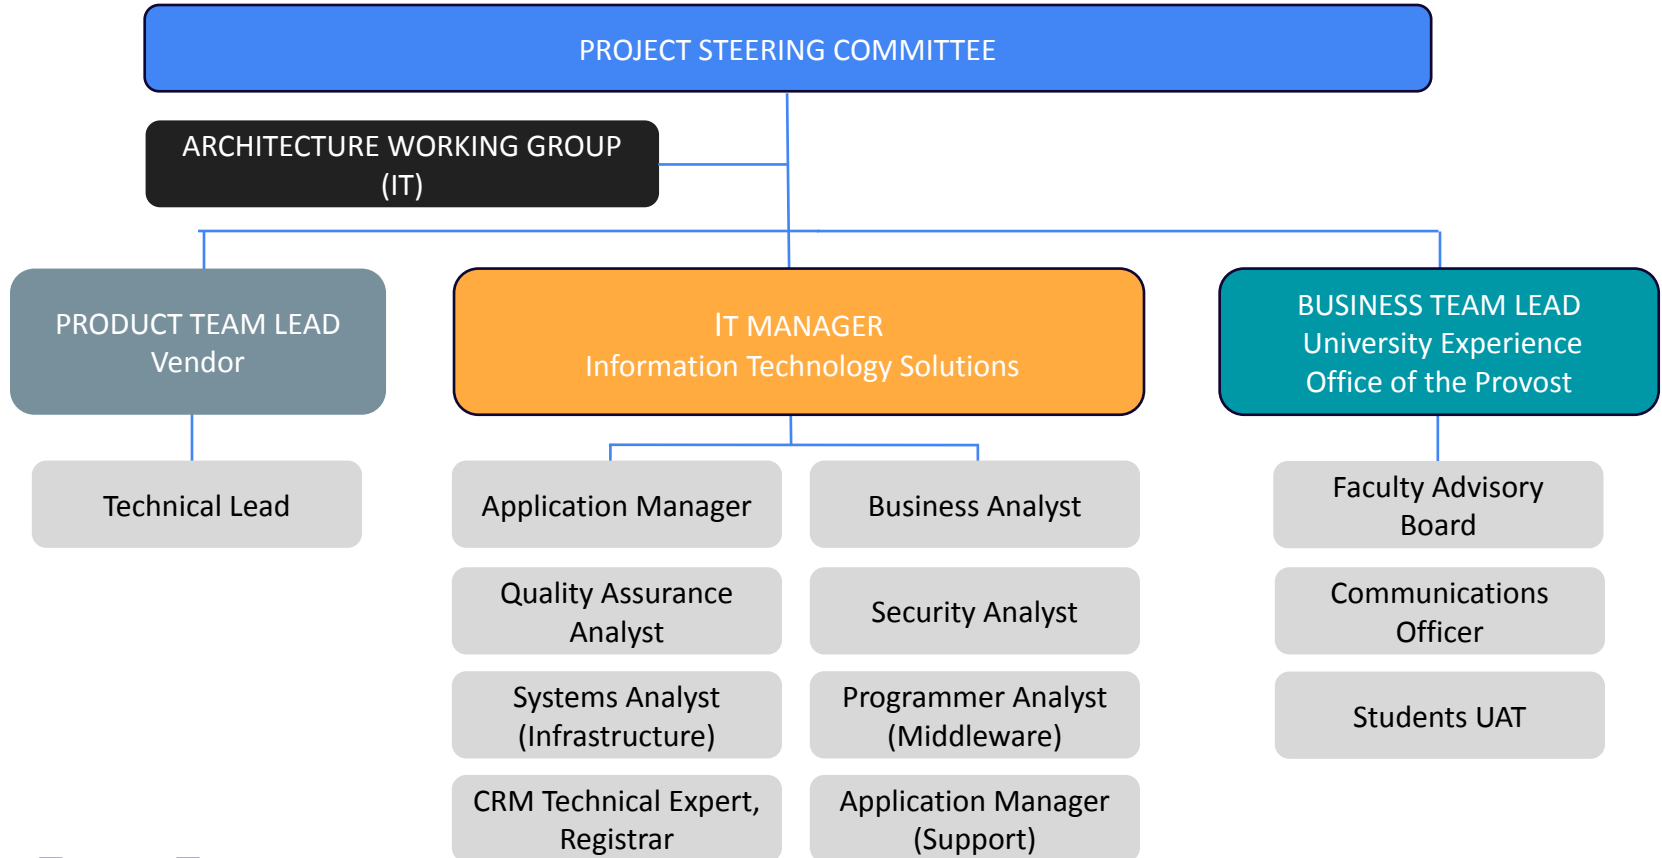 PROJECT STEERING COMMITTEE
ARCHITECTURE WORKING GROUP
(IT)
PRODUCT TEAM LEAD
Vendor
IT MANAGER
Information Technology Solutions
BUSINESS TEAM LEAD
University Experience
Office of the Provost
Technical Lead
Application Manager
Business Analyst
Faculty Advisory
Board
Quality Assurance
Analyst
Security Analyst
Communications
Officer
Systems Analyst
(Infrastructure)
Programmer Analyst
(Middleware)
Students UAT
CRM Technical Expert,
Registrar
Application Manager
(Support)